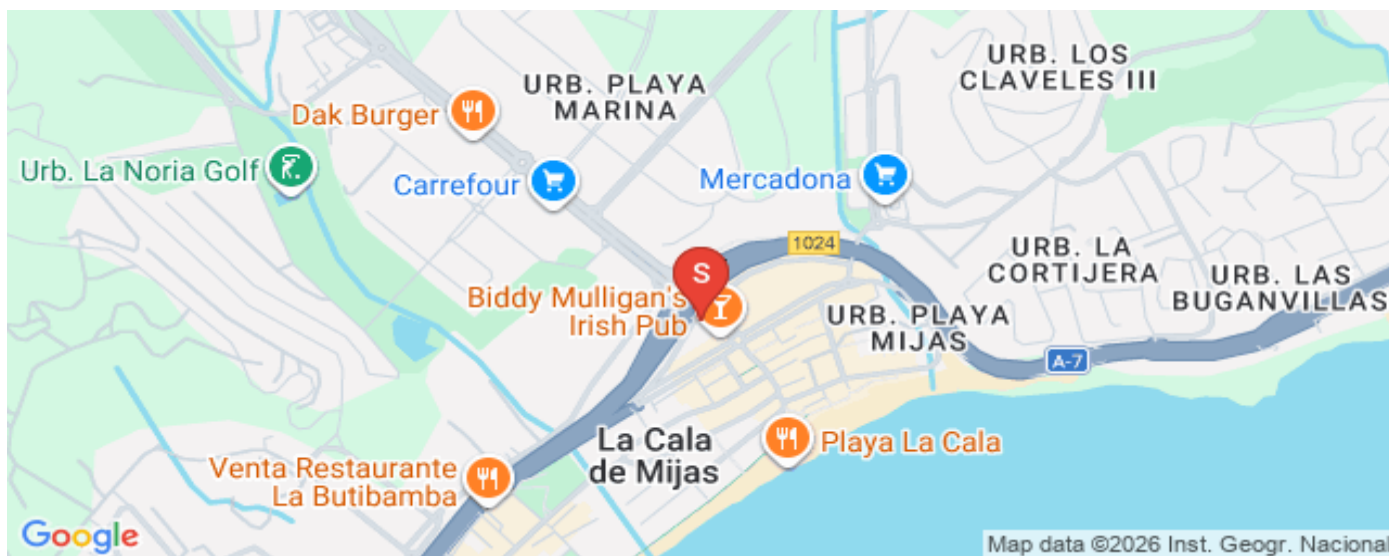 URB. LOS
CLAVELES III
URB. PLAYA
MARINA
Dak Burger
Urb. La Noria Golf
Carrefour
Mercadona
1024
URB. LA
CORTIJERA
URB. LAS
BUGANVILLAS
S
Biddy Mulligan's
Irish Pub
URB. PLAYA
MIJAS
A-7
La Cala
de Mijas
Playa La Cala
Venta Restaurante
La Butibamba
Google
Map data ©2026 Inst. Geogr. Nacional